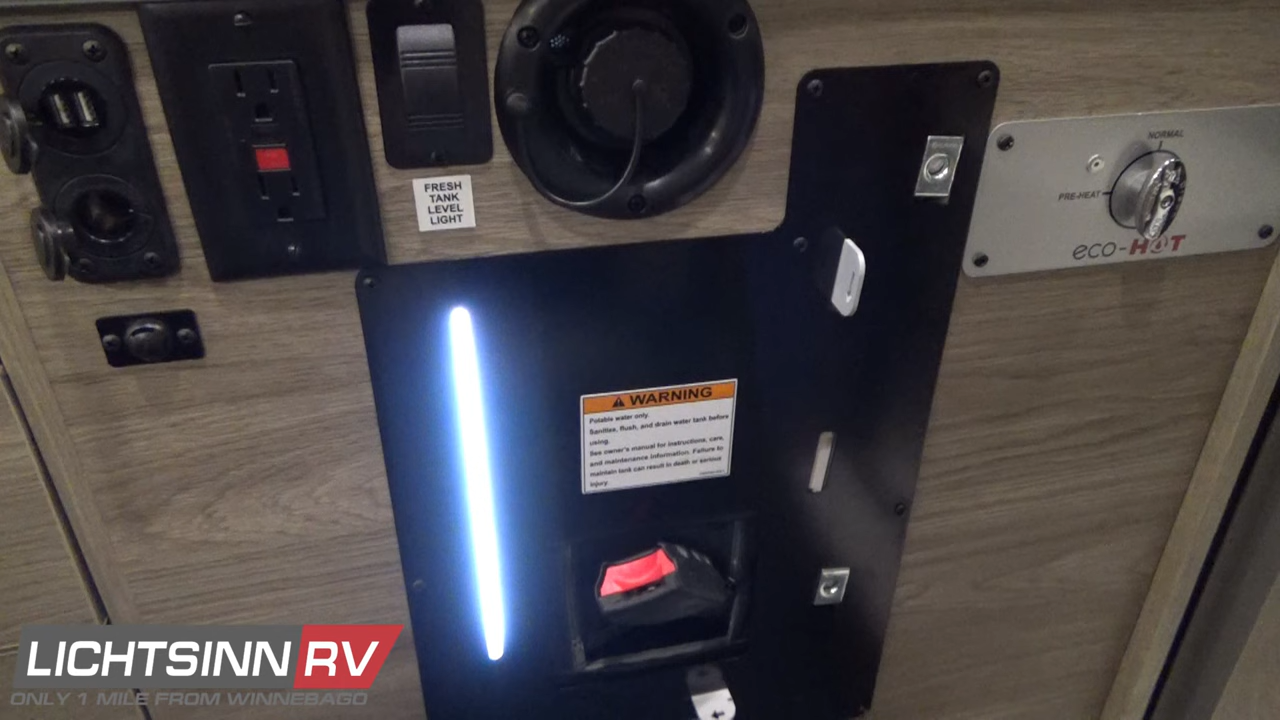 FRESH
TANK
LEVEL
LIGHT
NORMAL
PRE-HEAT
eco-HOT
WARNING
Potable water only.
Sanitize, flush, and drain water tank before
using.
See owner's manual for instructions, care,
and maintenance information. Failure to
maintain tank can result in death or serious
injury.
LICHTSINN RV
ONLY 1 MILE FROM WINNEBAGO